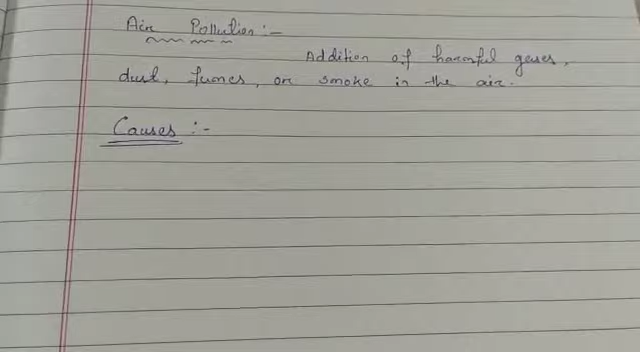 Air Pollution :-
Addition of harmful gases,
dust, fumes, or smoke in the air.
Causes :-